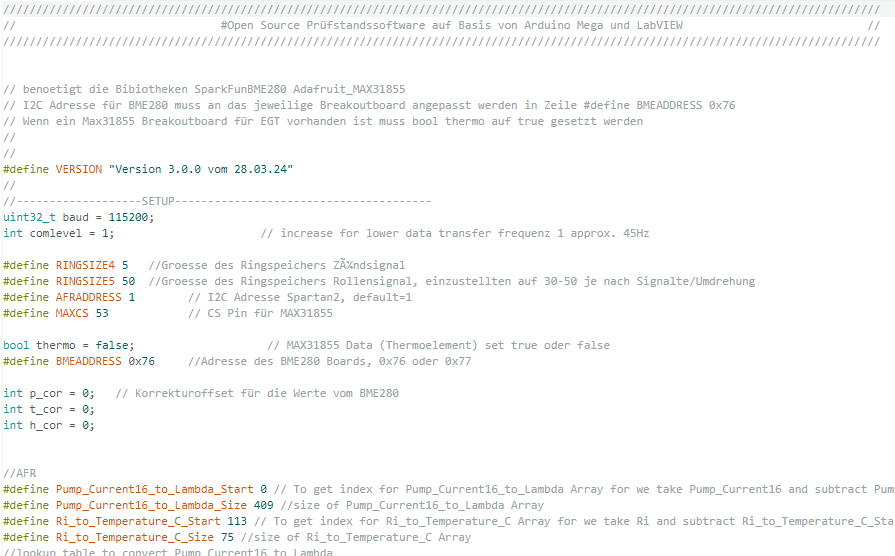 ////////////////////////////////////////////////////////////////////////////////////////////////////////////////////////////////////
// #Open Source Prüfstandssoftware auf Basis von Arduino Mega und LabVIEW //
////////////////////////////////////////////////////////////////////////////////////////////////////////////////////////////////////
// benoetigt die Bibiotheken SparkFunBME280 Adafruit_MAX31855
// I2C Adresse für BME280 muss an das jeweilige Breakoutboard angepasst werden in Zeile #define BMEADDRESS 0x76
// Wenn ein Max31855 Breakoutboard für EGT vorhanden ist muss bool thermo auf true gesetzt werden
//
//
#define VERSION "Version 3.0.0 vom 28.03.24"
//
//-------------------SETUP---------------------------------------
uint32_t baud = 115200;
int comlevel = 1; // increase for lower data transfer frequenz 1 approx. 45Hz
#define RINGSIZE4 5 //Groesse des Ringspeichers ZÃ¼ndsignal
#define RINGSIZE5 50 //Groesse des Ringspeichers Rollensignal, einzustellten auf 30-50 je nach Signalte/Umdrehung
#define AFRADDRESS 1 // I2C Adresse Spartan2, default=1
#define MAXCS 53 // CS Pin für MAX31855
bool thermo = false; // MAX31855 Data (Thermoelement) set true oder false
#define BMEADDRESS 0x76 //Adresse des BME280 Boards, 0x76 oder 0x77
int p_cor = 0; // Korrekturoffset für die Werte vom BME280
int t_cor = 0;
int h_cor = 0;
//AFR
#define Pump_Current16_to_Lambda_Start 0 // To get index for Pump_Current16_to_Lambda Array for we take Pump_Current16 and subtract Pum
#define Pump_Current16_to_Lambda_Size 409 //size of Pump_Current16_to_Lambda Array
#define Ri_to_Temperature_C_Start 113 // To get index for Ri_to_Temperature_C Array for we take Ri and subtract Ri_to_Temperature_C_Sta
#define Ri_to_Temperature_C_Size 75 //size of Ri_to_Temperature_C Array
//lookup table to convert Pump Current16 to Lambda